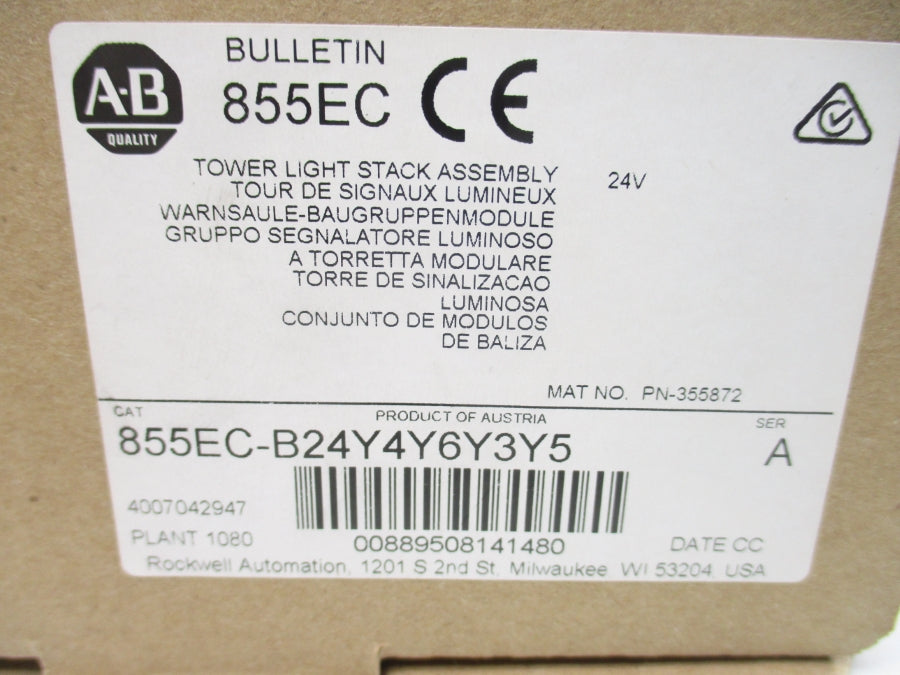 A-B
QUALITY
BULLETIN
855EC CE
TOWER LIGHT STACK ASSEMBLY 24V
TOUR DE SIGNAUX LUMINEUX
WARNSAULE-BAUGRUPPENMODULE
GRUPPO SEGNALATORE LUMINOSO
A TORRETTA MODULARE
TORRE DE SINALIZACAO
LUMINOSA
CONJUNTO DE MODULOS
DE BALIZA
MAT NO. PN-355872
CAT PRODUCT OF AUSTRIA SER
855EC-B24Y4Y6Y3Y5 A
4007042947
PLANT 1080 00889508141480 DATE CC
Rockwell Automation, 1201 S 2nd St, Milwaukee, WI 53204, USA